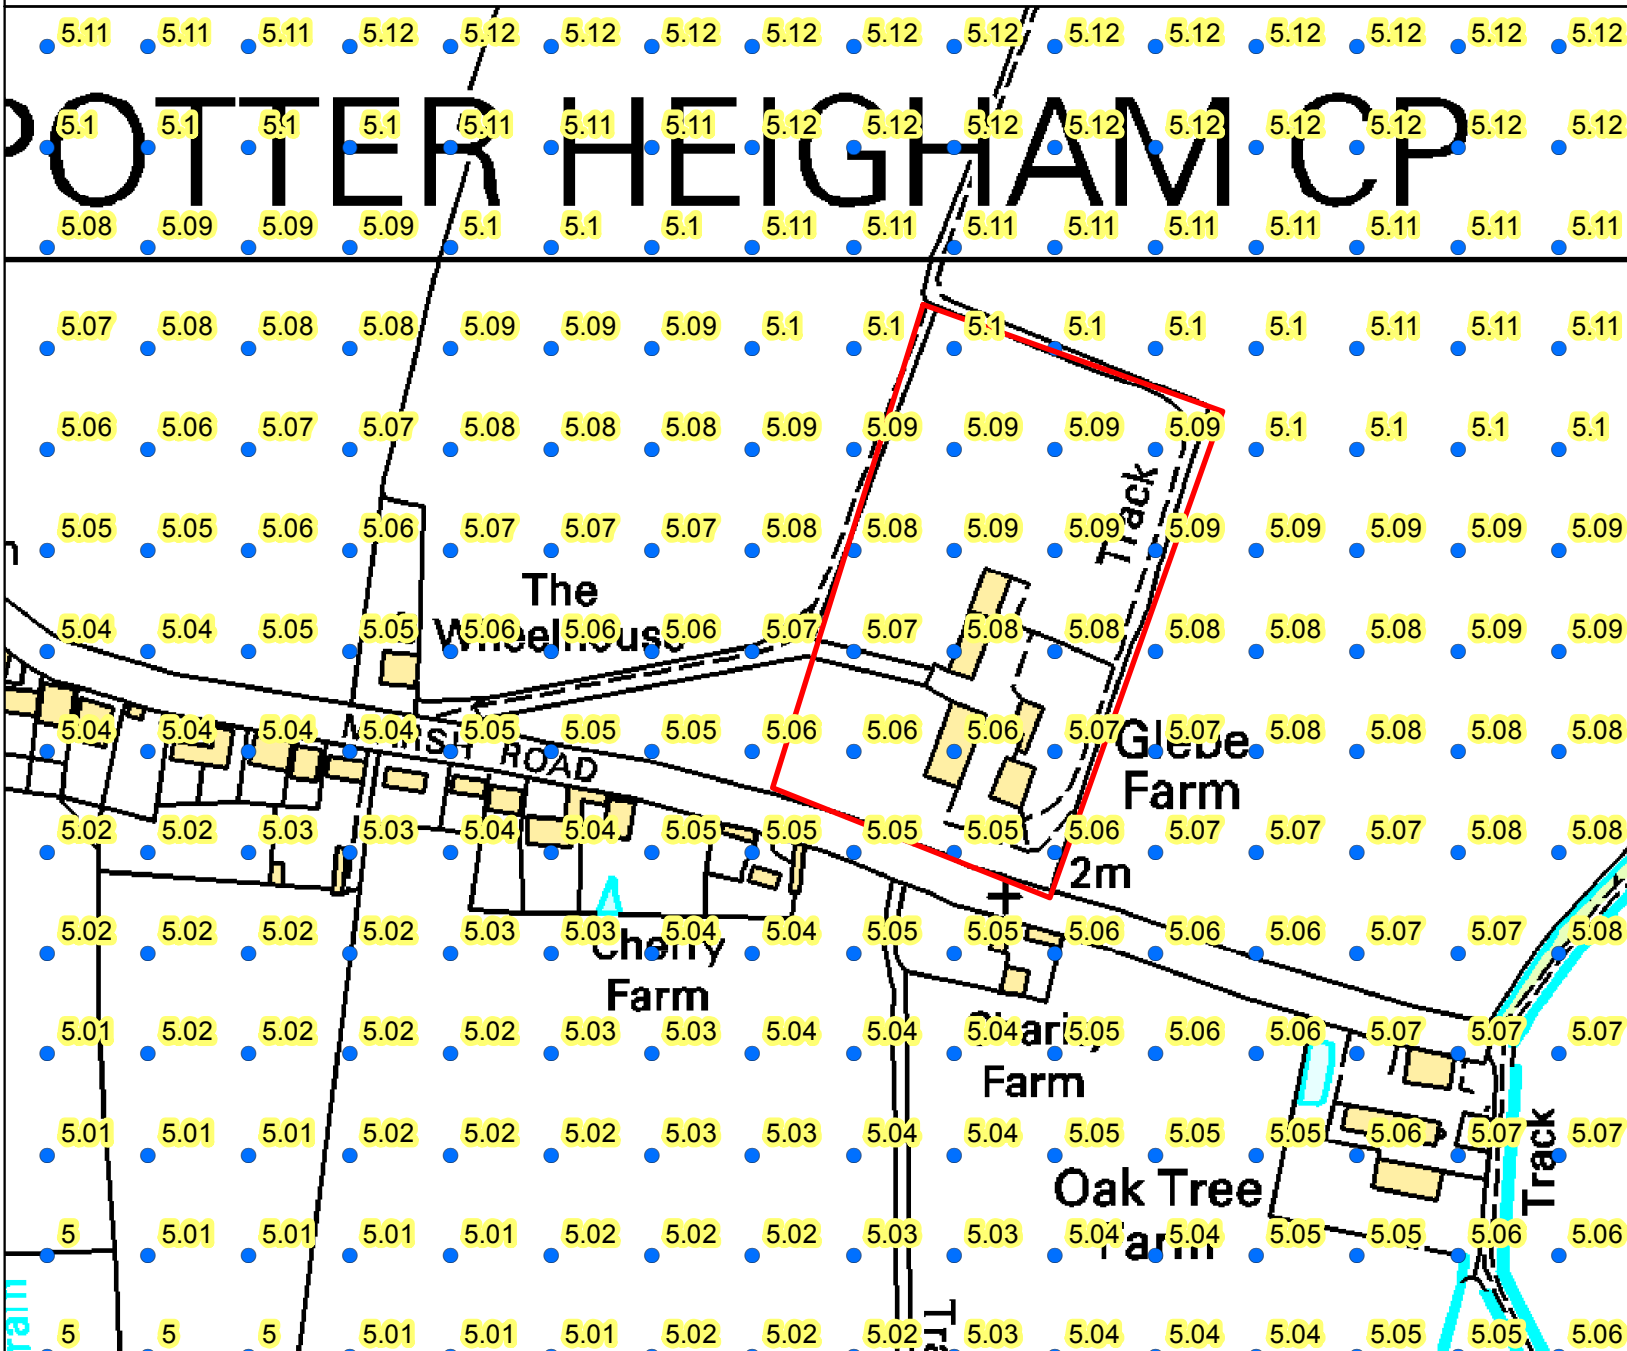 5.11 5.11 5.11 5.12 5.12 5.12 5.12 5.12 5.12 5.12 5.12 5.12 5.12 5.12 5.12 5.12
POTTER HEIGHAM CP
5.1 5.1 5.1 5.1 5.11 5.11 5.11 5.12 5.12 5.12 5.12 5.12 5.12 5.12 5.12 5.12
5.08 5.09 5.09 5.09 5.1 5.1 5.1 5.11 5.11 5.11 5.11 5.11 5.11 5.11 5.11 5.11
5.07 5.08 5.08 5.08 5.09 5.09 5.09 5.1 5.1 5.1 5.1 5.1 5.1 5.11 5.11 5.11
5.06 5.06 5.07 5.07 5.08 5.08 5.08 5.09 5.09 5.09 5.09 5.09 5.1 5.1 5.1 5.1
Track
5.05 5.05 5.06 5.06 5.07 5.07 5.07 5.08 5.08 5.09 5.09 5.09 5.09 5.09 5.09 5.09
The
Wheelhouse
5.04 5.04 5.05 5.05 5.06 5.06 5.06 5.07 5.07 5.08 5.08 5.08 5.08 5.08 5.09 5.09
5.04 5.04 5.04 5.04 5.05 5.05 5.05 5.06 5.06 5.06 5.07 5.07 5.08 5.08 5.08 5.08
MARSH ROAD
Glebe
Farm
5.02 5.02 5.03 5.03 5.04 5.04 5.05 5.05 5.05 5.05 5.06 5.07 5.07 5.07 5.08 5.08
2m
5.02 5.02 5.02 5.02 5.03 5.03 5.04 5.04 5.05 5.05 5.06 5.06 5.06 5.07 5.07 5.08
Cherry
Farm
5.01 5.02 5.02 5.02 5.02 5.03 5.03 5.04 5.04 5.04 5.05 5.06 5.06 5.07 5.07 5.07
Charity
Farm
5.01 5.01 5.01 5.02 5.02 5.02 5.03 5.03 5.04 5.04 5.05 5.05 5.05 5.06 5.07 5.07
Track
Oak Tree
Farm
5 5.01 5.01 5.01 5.01 5.02 5.02 5.02 5.03 5.03 5.04 5.04 5.05 5.05 5.06 5.06
5 5 5 5.01 5.01 5.01 5.02 5.02 5.02 5.03 5.04 5.04 5.04 5.05 5.05 5.06